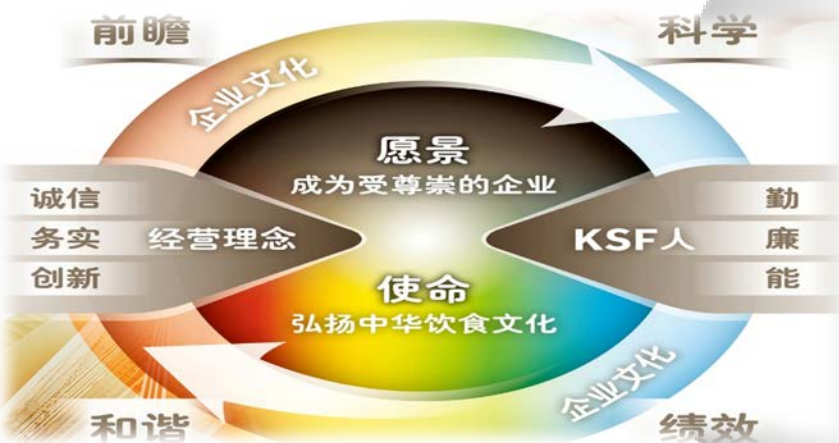 前瞻
科学
企业文化
愿景
成为受尊崇的企业
诚信
务实
创新
经营理念
KSF人
勤
廉
能
使命
弘扬中华饮食文化
企业文化
和谐
绩效